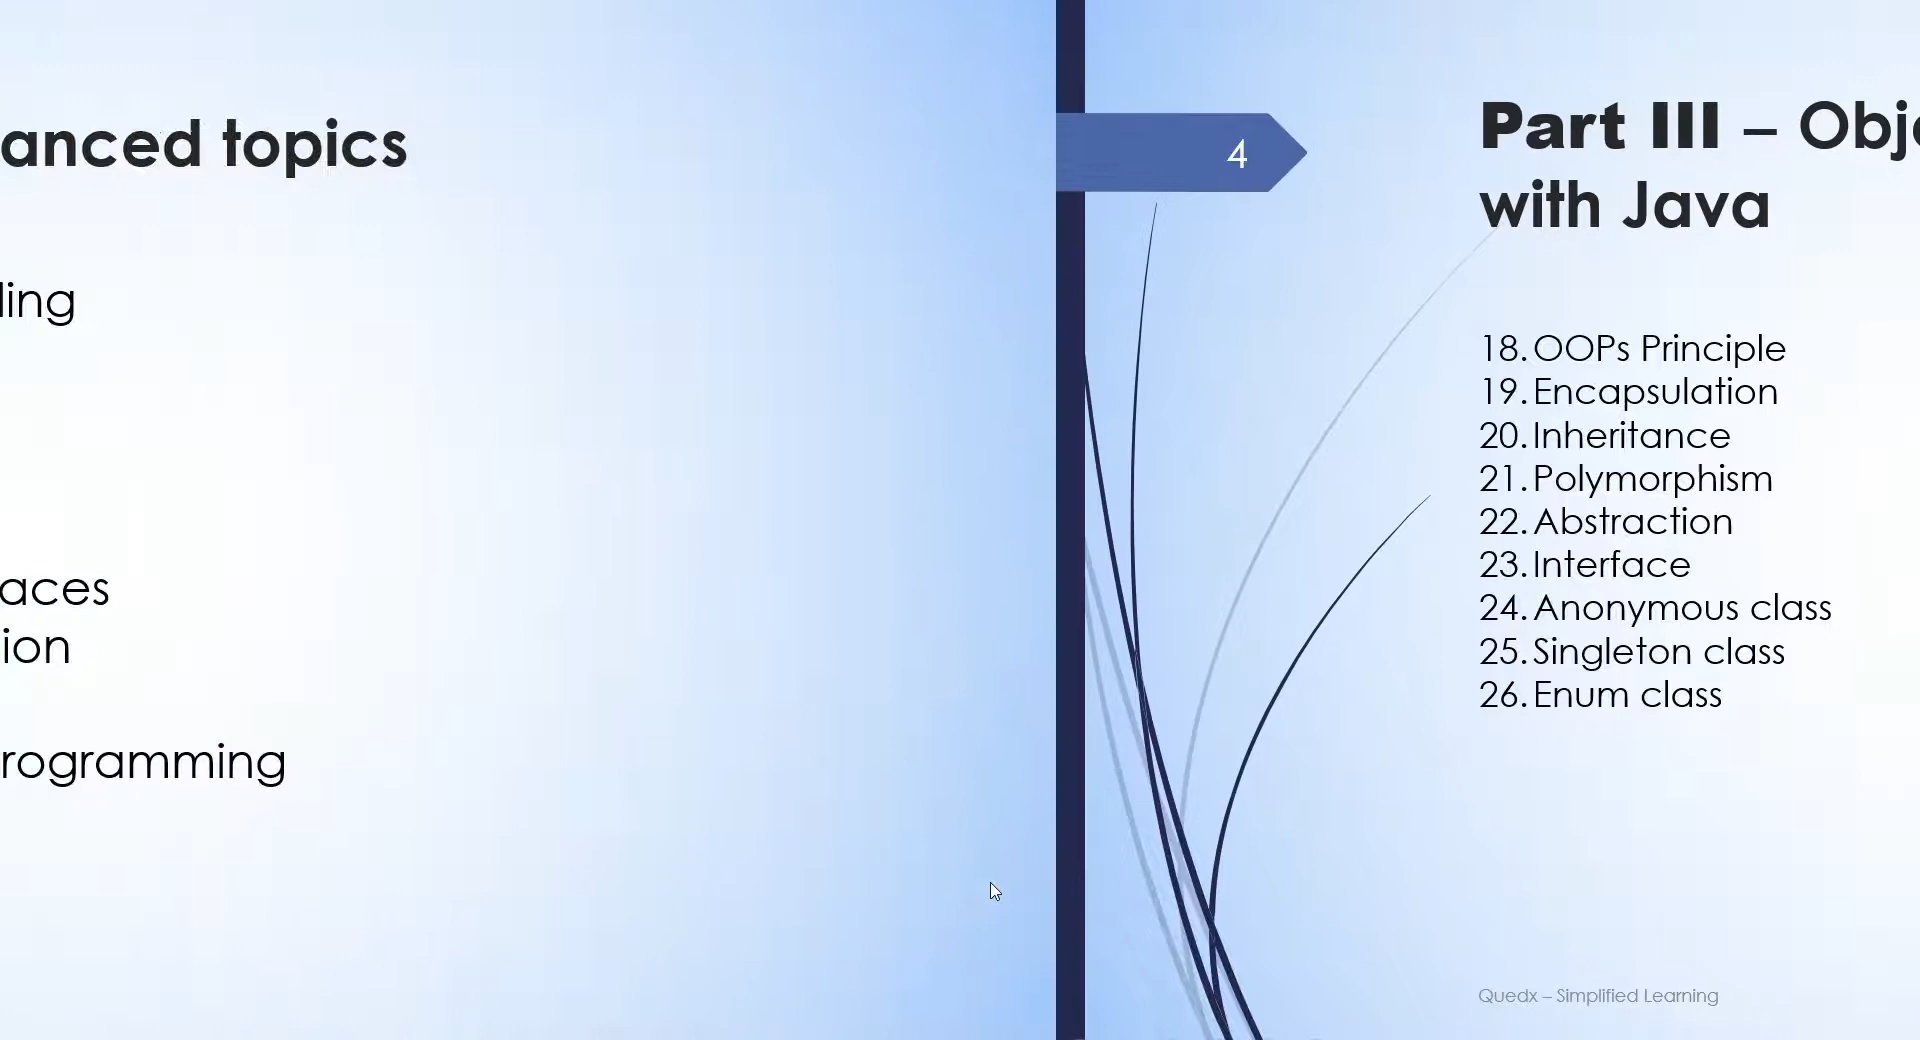 anced topics
ling
aces
ion
rogramming
4
Part III – Obje
with Java
18. OOPs Principle
19. Encapsulation
20. Inheritance
21. Polymorphism
22. Abstraction
23. Interface
24. Anonymous class
25. Singleton class
26. Enum class
Quedx – Simplified Learning